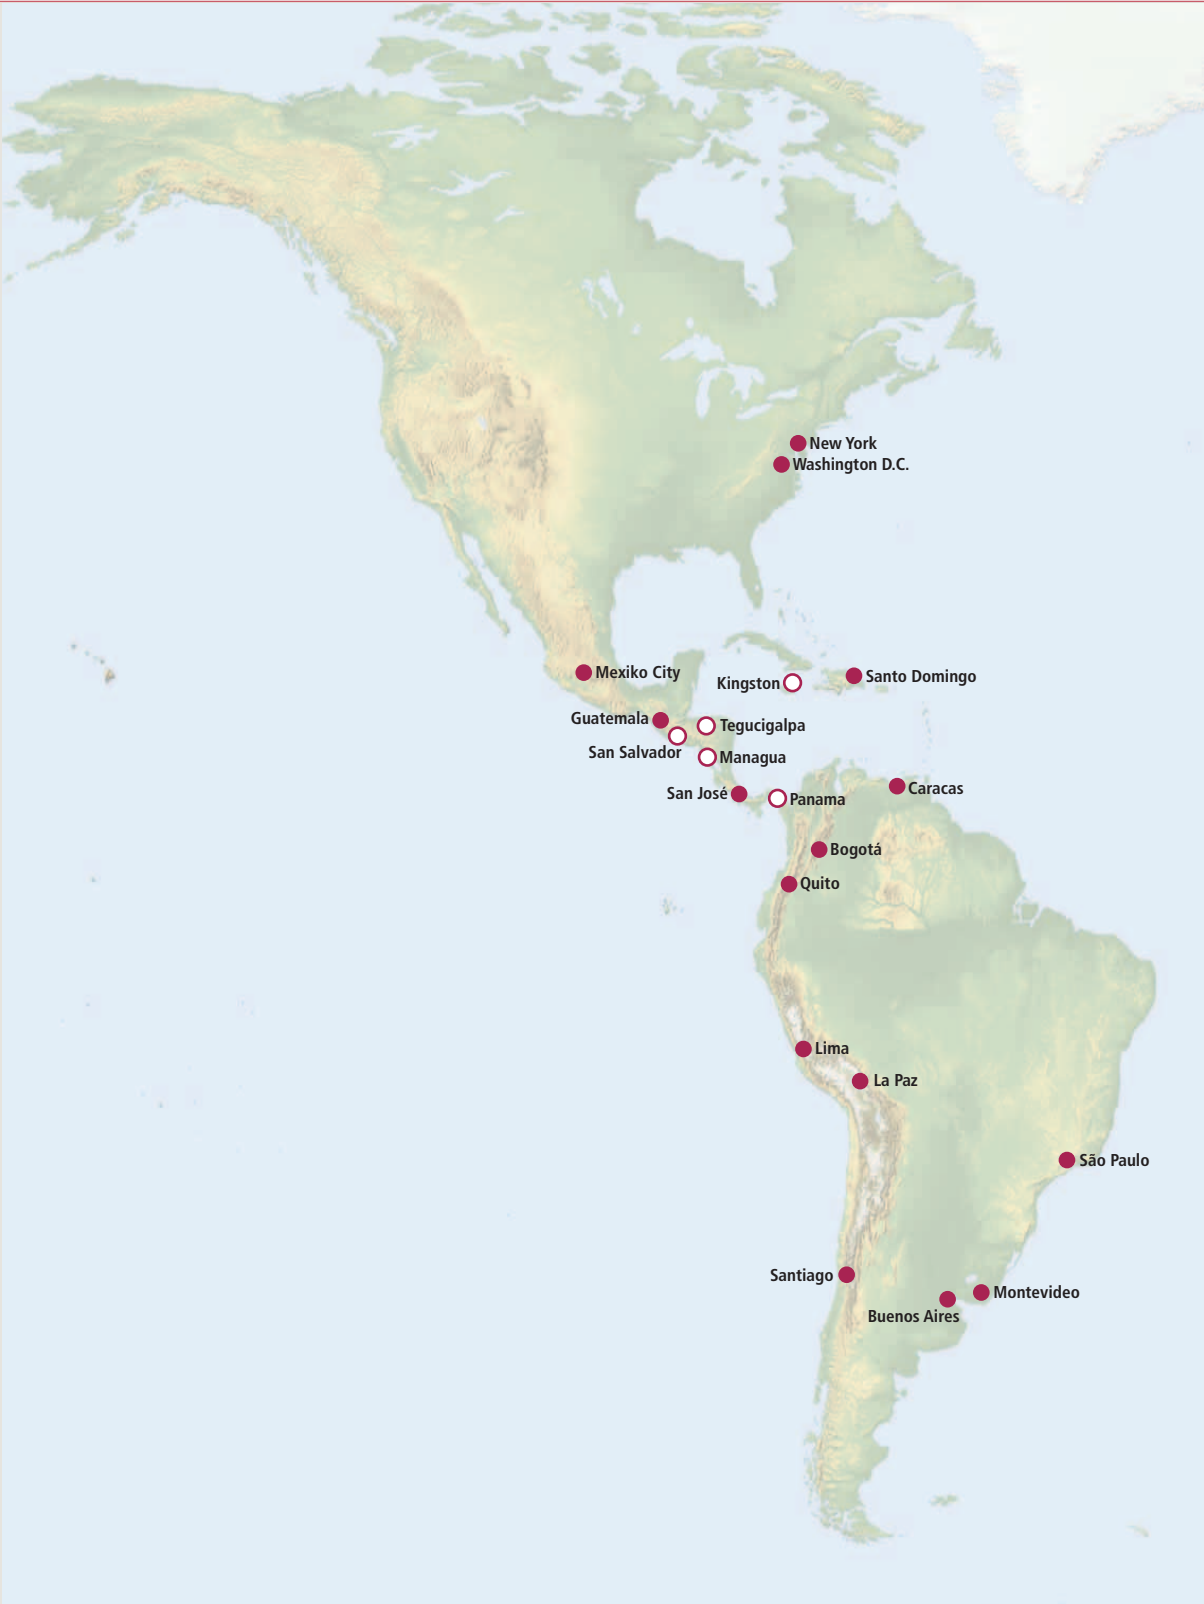 New York
Washington D.C.
Mexiko City
Santo Domingo
Kingston
Guatemala
Tegucigalpa
San Salvador
Managua
San José
Panama
Caracas
Bogotá
Quito
Lima
La Paz
São Paulo
Santiago
Montevideo
Buenos Aires